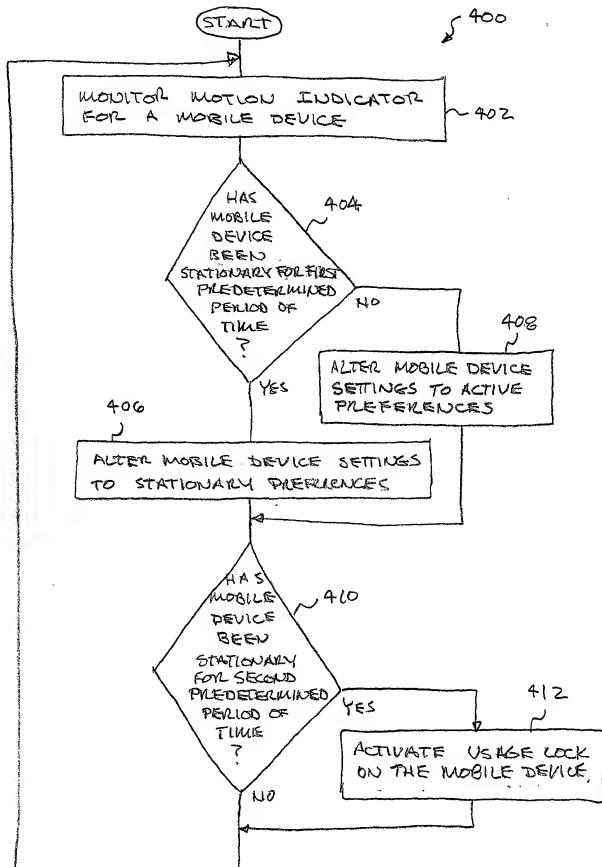 START
400
MONITOR MOTION INDICATOR
FOR A MOBILE DEVICE
402
HAS
MOBILE
DEVICE
BEEN
STATIONARY FOR FIRST
PREDETERMINED
PERIOD OF
TIME
?
404
NO
YES
408
ALTER MOBILE DEVICE
SETTINGS TO ACTIVE
PREFERENCES
406
ALTER MOBILE DEVICE SETTINGS
TO STATIONARY PREFERENCES
HAS
MOBILE
DEVICE
BEEN
STATIONARY
FOR SECOND
PREDETERMINED
PERIOD OF
TIME
?
410
YES
NO
412
ACTIVATE USAGE LOCK
ON THE MOBILE DEVICE.